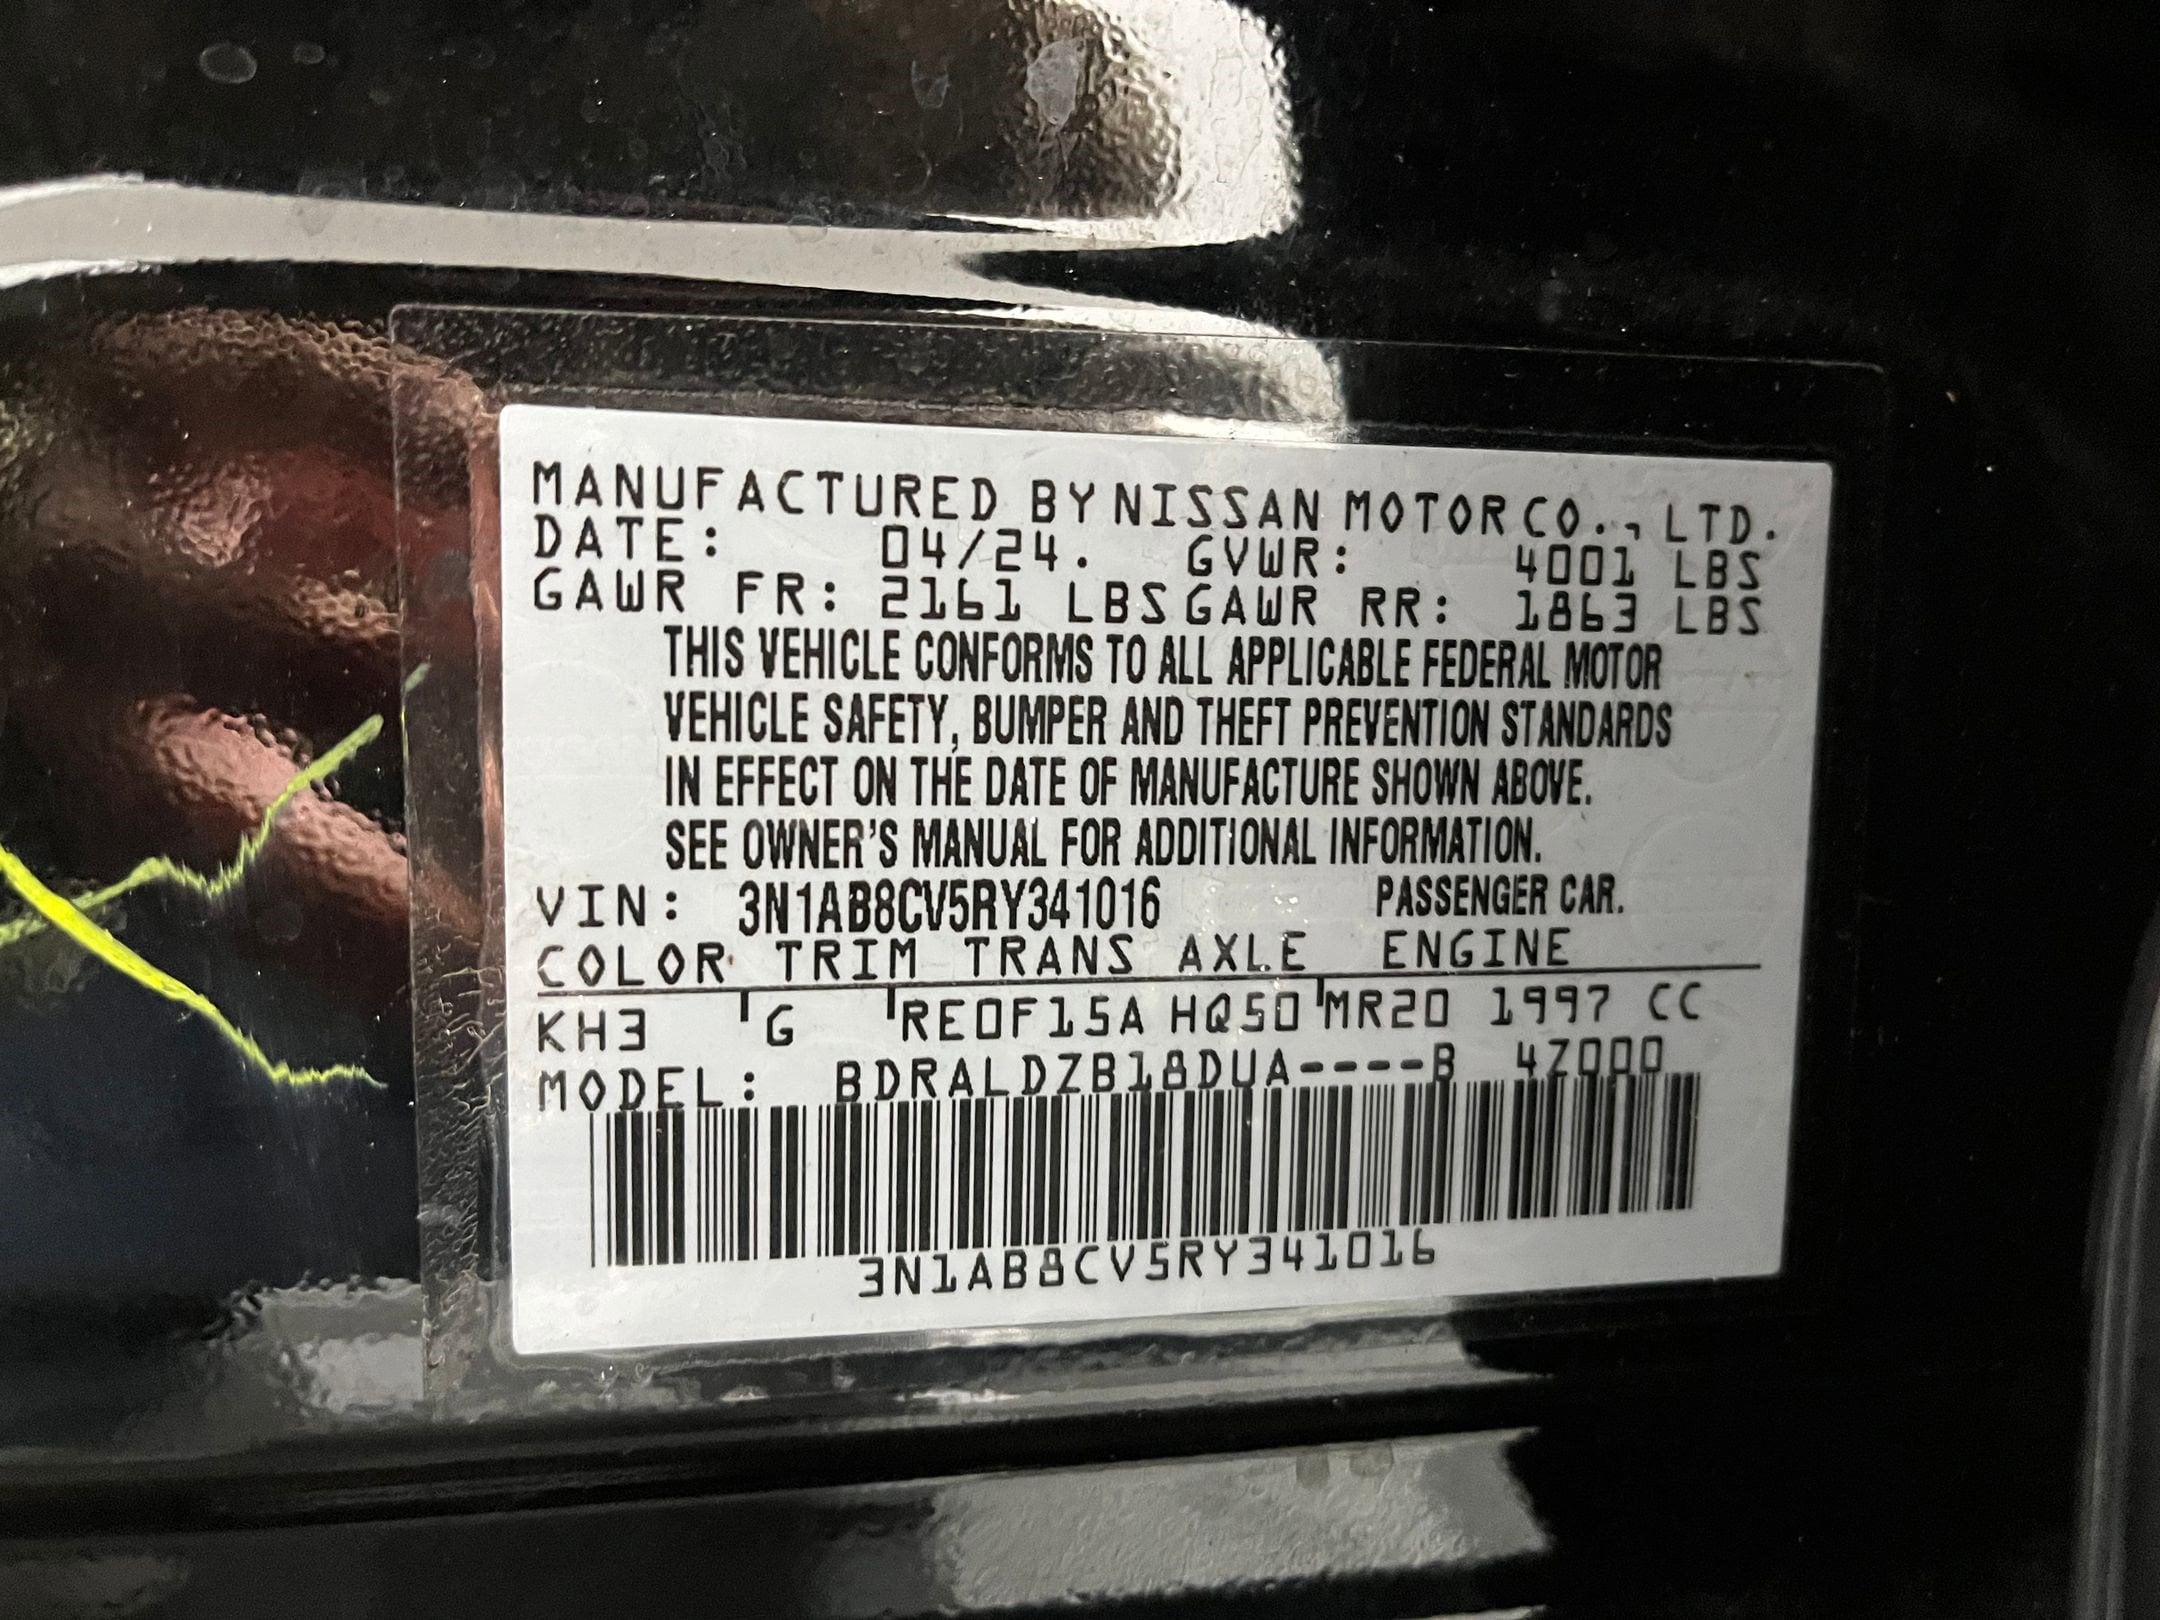 MANUFACTURED BY NISSAN MOTOR CO., LTD.
DATE: 04/24. GVWR: 4001 LBS
GAWR FR: 2161 LBS GAWR RR: 1863 LBS
THIS VEHICLE CONFORMS TO ALL APPLICABLE FEDERAL MOTOR
VEHICLE SAFETY, BUMPER AND THEFT PREVENTION STANDARDS
IN EFFECT ON THE DATE OF MANUFACTURE SHOWN ABOVE.
SEE OWNER'S MANUAL FOR ADDITIONAL INFORMATION.
VIN: 3N1AB8CV5RY341016 PASSENGER CAR.
COLOR TRIM TRANS AXLE ENGINE
KH3 G RE0F15A HQ50 MR20 1997 CC
MODEL: BDRALDZB18DUA----B 4Z000
3N1AB8CV5RY341016